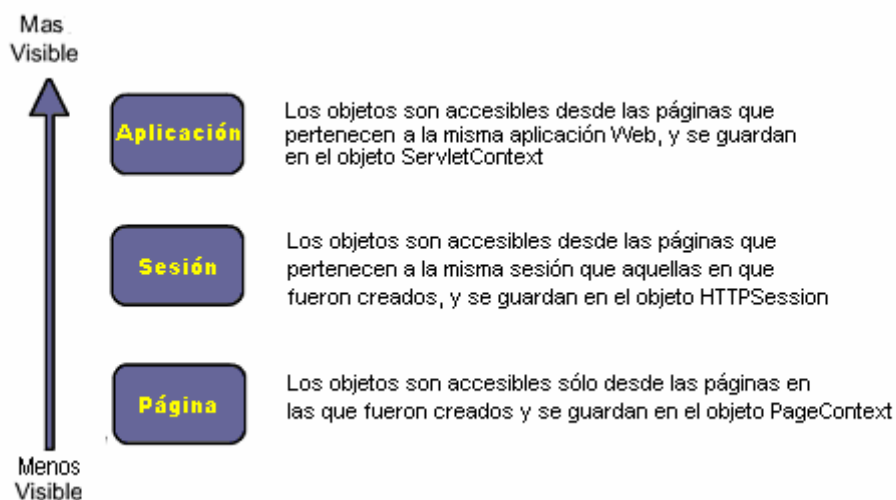 Mas
Visible
Aplicación
Los objetos son accesibles desde las páginas que
pertenecen a la misma aplicación Web, y se guardan
en el objeto ServletContext
Sesión
Los objetos son accesibles desde las páginas que
pertenecen a la misma sesión que aquellas en que
fueron creados, y se guardan en el objeto HTTPSession
Página
Los objetos son accesibles sólo desde las páginas en
las que fueron creados y se guardan en el objeto PageContext
Menos
Visible